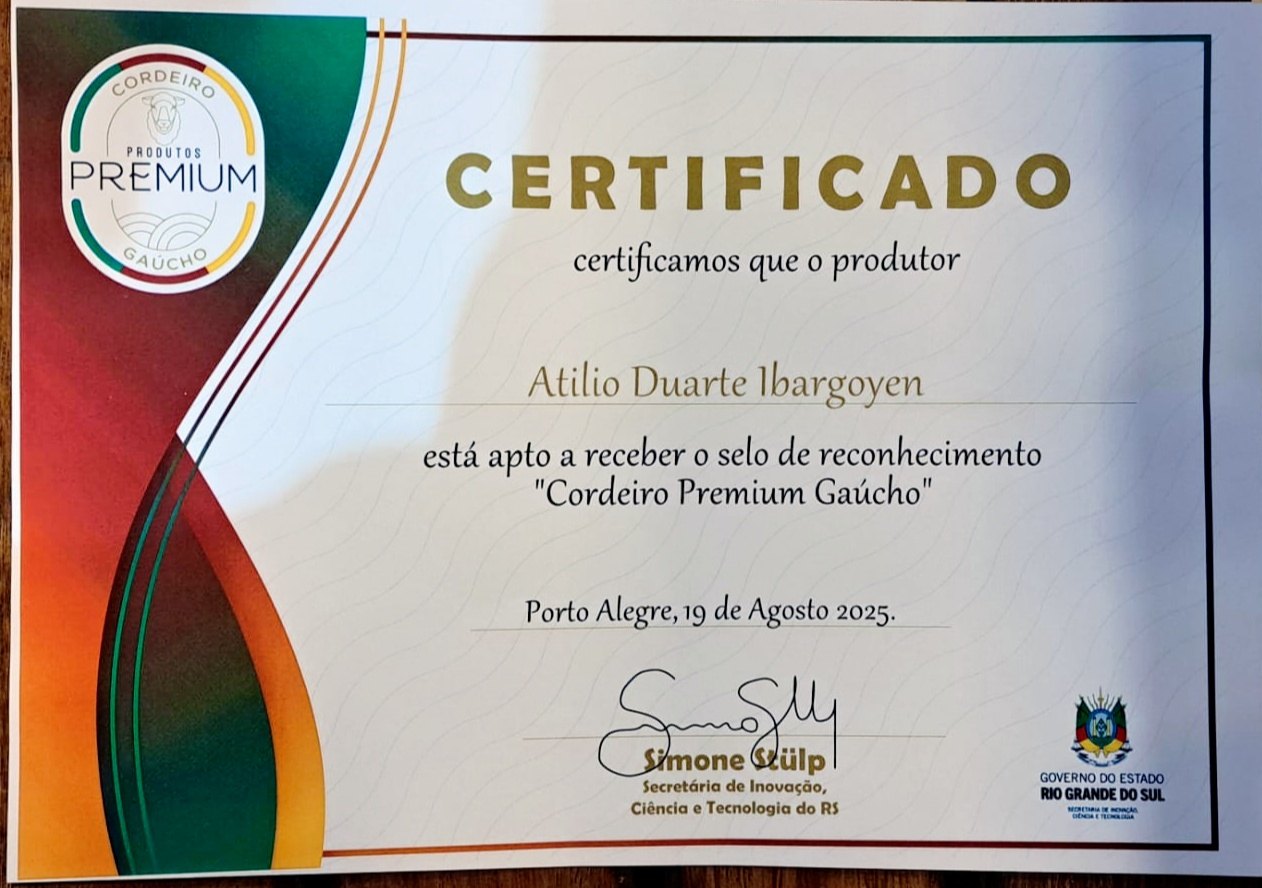 CORDEIRO
PRODUTOS
PREMIUM
GAÚCHO
CERTIFICADO
certificamos que o produtor
Atilio Duarte Ibargoyen
está apto a receber o selo de reconhecimento
"Cordeiro Premium Gaúcho"
Porto Alegre, 19 de Agosto 2025.
Simone Stülp
Secretária de Inovação,
Ciência e Tecnologia do RS
GOVERNO DO ESTADO
RIO GRANDE DO SUL
SECRETARIA DE INOVAÇÃO,
CIÊNCIA E TECNOLOGIA